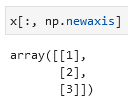 x[:, np.newaxis]
array([[1],
       [2],
       [3]])